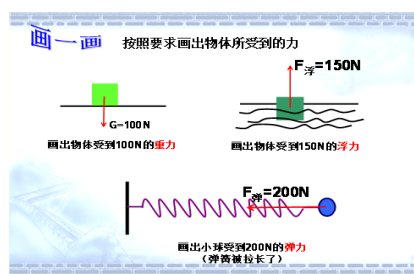 画一画
按照要求画出物体所受到的力
F浮=150N
G=100N
画出物体受到100N的重力
画出物体受到150N的浮力
F弹=200N
画出小球受到200N的弹力
(弹簧被拉长了)